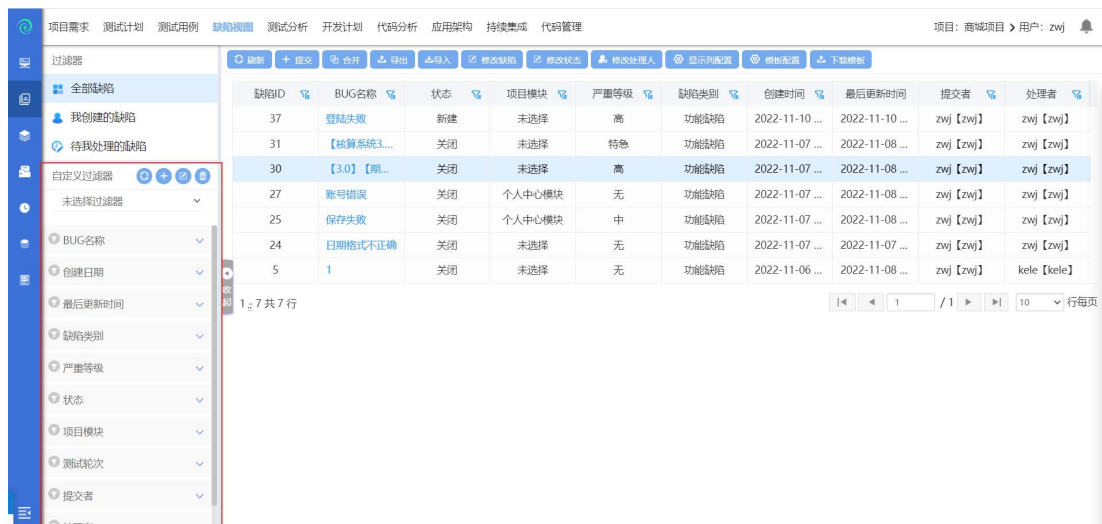 项目需求 测试计划 测试用例 缺陷视图 测试分析 开发计划 代码分析 应用架构 持续集成 代码管理 项目：商城项目 用户：zwj
过滤器
全部缺陷
我创建的缺陷
待我处理的缺陷
自定义过滤器
未选择过滤器
BUG名称
创建日期
最后更新时间
缺陷类别
严重等级
状态
项目模块
测试轮次
提交者
收起
刷新 提交 合并 导出 导入 修改缺陷 修改状态 修改处理人 显示列配置 模板配置 下载模板
缺陷ID BUG名称 状态 项目模块 严重等级 缺陷类别 创建时间 最后更新时间 提交者 处理者
37 登陆失败 新建 未选择 高 功能缺陷 2022-11-10 ... 2022-11-10 ... zwj【zwj】 zwj【zwj】
31 【核算系统3.... 关闭 未选择 特急 功能缺陷 2022-11-07 ... 2022-11-08 ... zwj【zwj】 zwj【zwj】
30 【3.0】【期... 关闭 未选择 高 功能缺陷 2022-11-07 ... 2022-11-08 ... zwj【zwj】 zwj【zwj】
27 账号错误 关闭 个人中心模块 无 功能缺陷 2022-11-07 ... 2022-11-08 ... zwj【zwj】 zwj【zwj】
25 保存失败 关闭 个人中心模块 中 功能缺陷 2022-11-07 ... 2022-11-08 ... zwj【zwj】 zwj【zwj】
24 日期格式不正确 关闭 未选择 无 功能缺陷 2022-11-07 ... 2022-11-07 ... zwj【zwj】 zwj【zwj】
5 1 关闭 未选择 无 功能缺陷 2022-11-06 ... 2022-11-08 ... zwj【zwj】 kele【kele】
1 .: 7 共 7 行 1 / 1 10 行每页